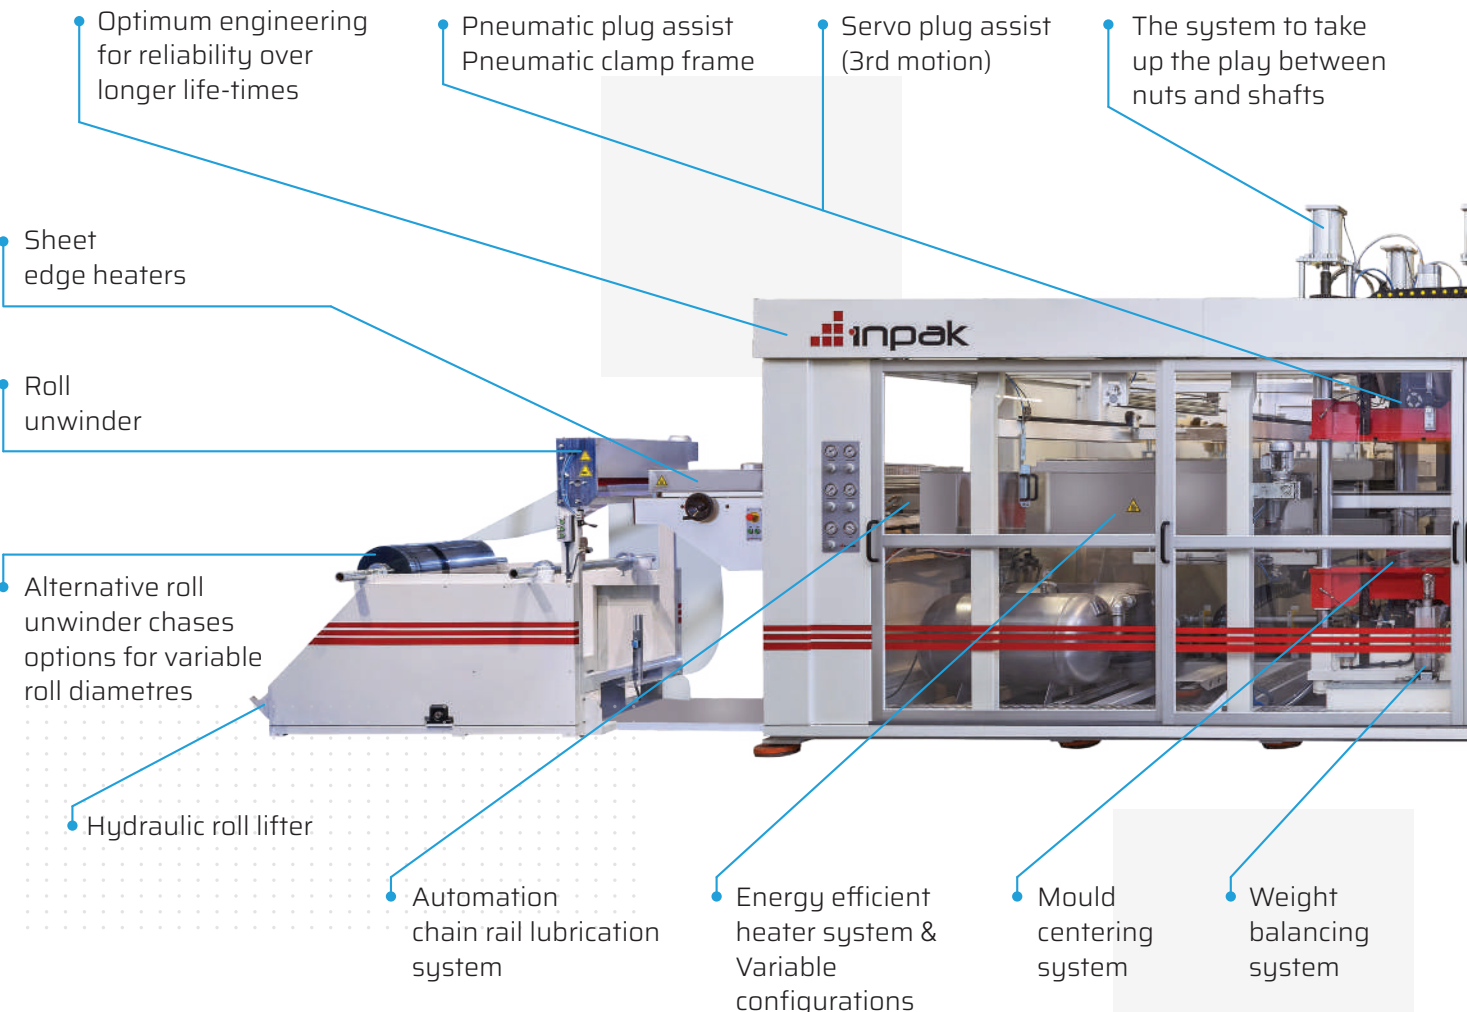 Optimum engineering
for reliability over
longer life-times
Pneumatic plug assist
Pneumatic clamp frame
Servo plug assist
(3rd motion)
The system to take
up the play between
nuts and shafts
Sheet
edge heaters
inpak
Roll
unwinder
Alternative roll
unwinder chases
options for variable
roll diametres
Hydraulic roll lifter
Automation
chain rail lubrication
system
Energy efficient
heater system &
Variable
configurations
Mould
centering
system
Weight
balancing
system